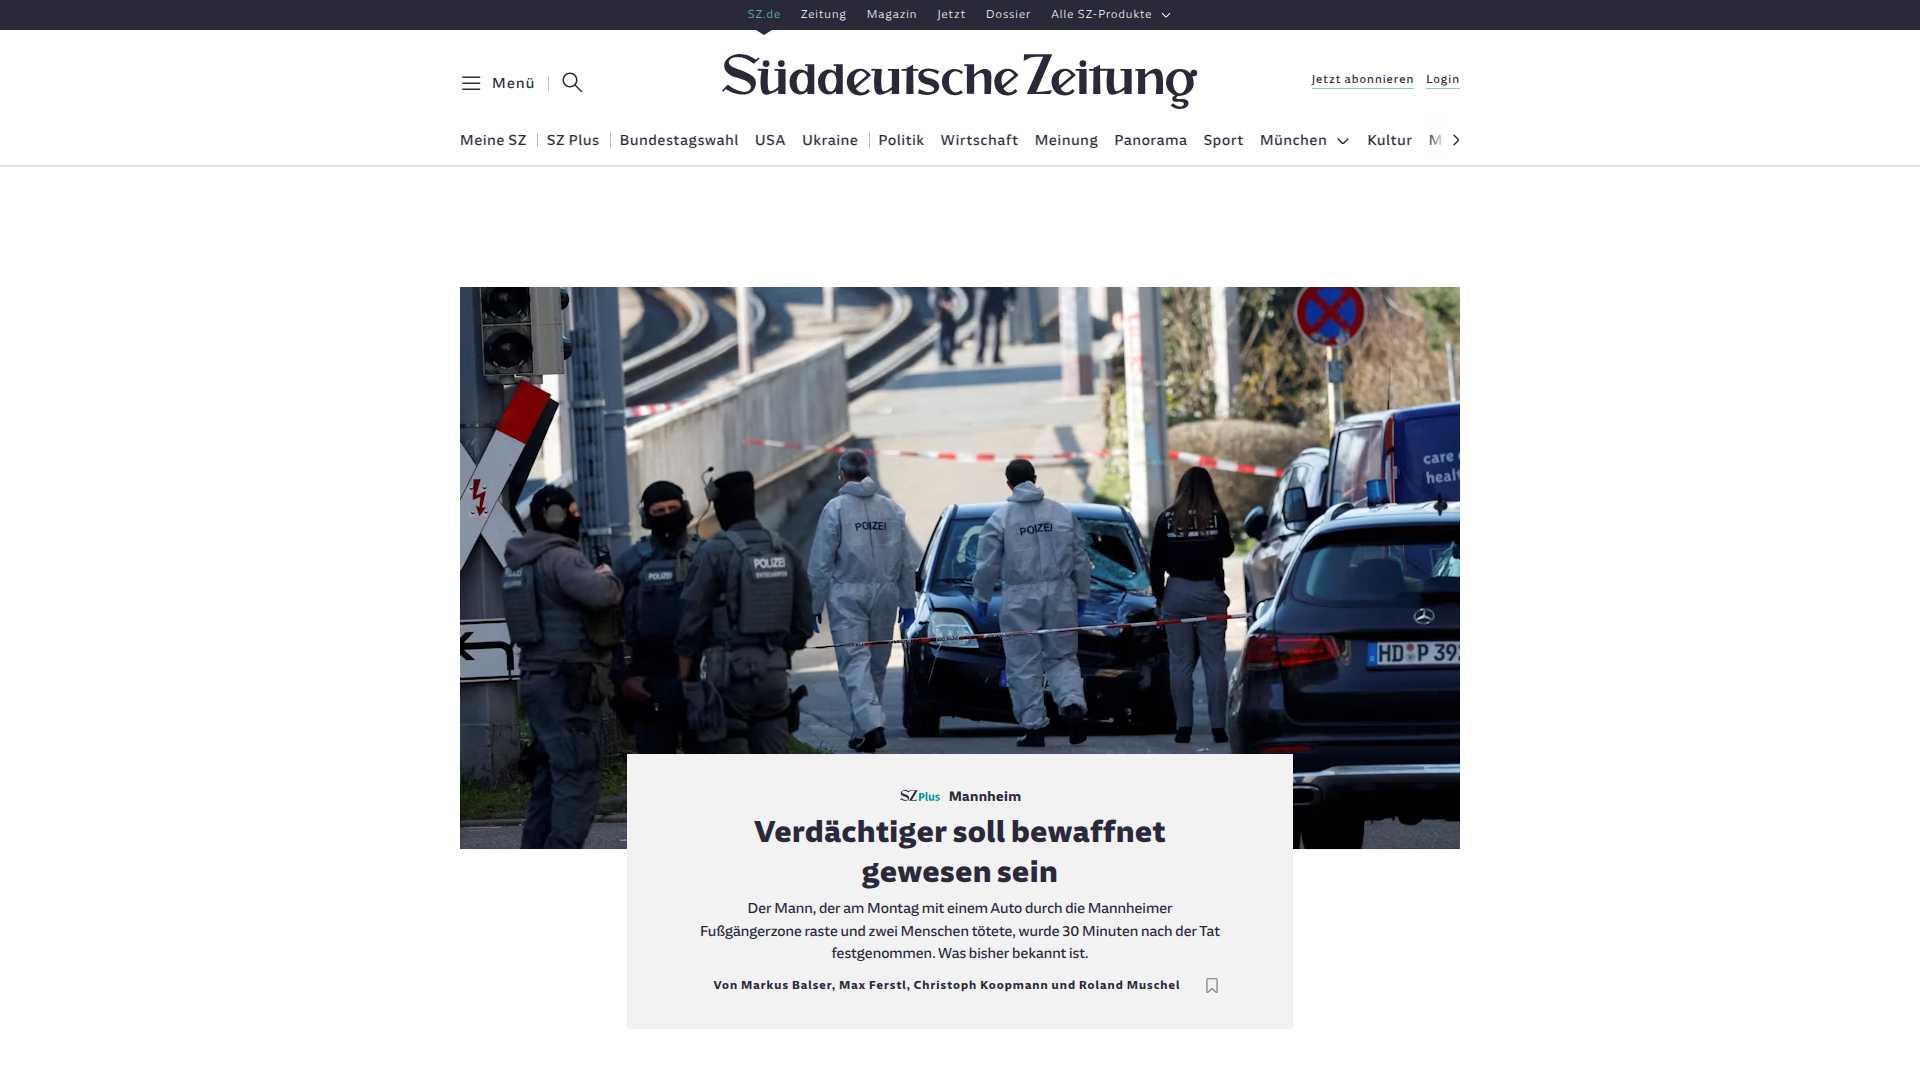 SZ.de Zeitung Magazin Jetzt Dossier Alle SZ-Produkte
Menü
Süddeutsche Zeitung
Jetzt abonnieren Login
Meine SZ SZ Plus Bundestagswahl USA Ukraine Politik Wirtschaft Meinung Panorama Sport München Kultur M
care
heal
POLIZEI
POLIZEI
POLIZEI
POLIZEI
HD P 392
SZ Plus Mannheim
Verdächtiger soll bewaffnet
gewesen sein
Der Mann, der am Montag mit einem Auto durch die Mannheimer
Fußgängerzone raste und zwei Menschen tötete, wurde 30 Minuten nach der Tat
festgenommen. Was bisher bekannt ist.
Von Markus Balser, Max Ferstl, Christoph Koopmann und Roland Muschel